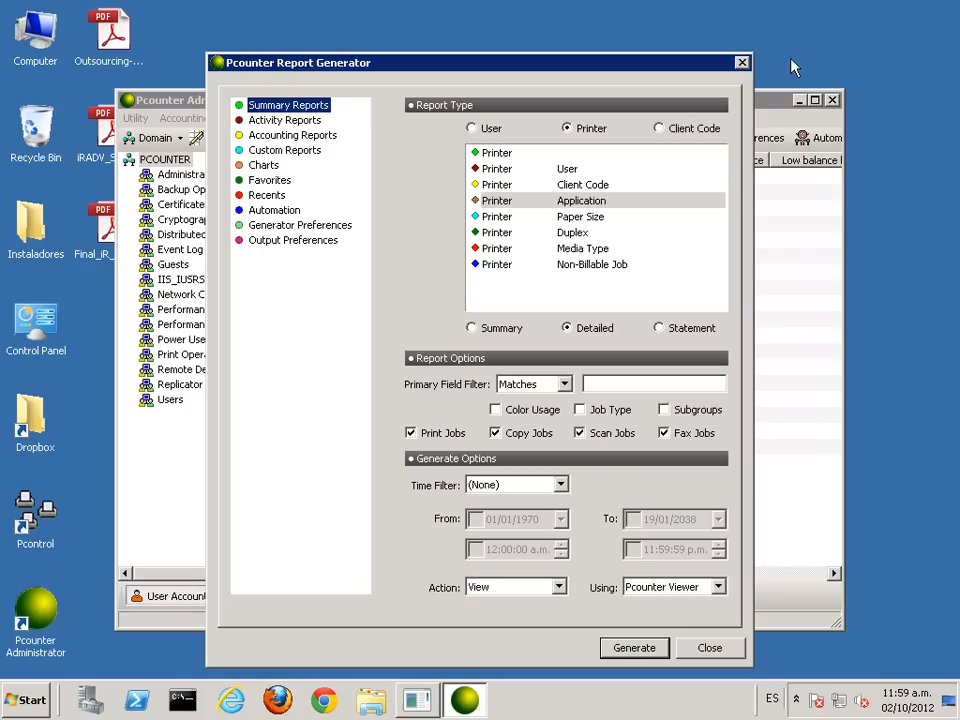 Computer
Outsourcing-...
Recycle Bin
Instaladores
Control Panel
Dropbox
Pcontrol
Pcounter
Administrator
Utility
Domain
PCOUNTER
Administra
Backup Op
Certificate
Cryptogra
Distributed
Event Log
Guests
IIS_IUSRS
Network C
Performan
Performan
Power Use
Print Opera
Remote De
Replicator
Users
User Accoun
Low balance
Pcounter Report Generator
Summary Reports
Activity Reports
Accounting Reports
Custom Reports
Charts
Favorites
Recents
Automation
Generator Preferences
Output Preferences
Report Type
User Printer Client Code
Printer
Printer User
Printer Client Code
Printer Application
Printer Paper Size
Printer Duplex
Printer Media Type
Printer Non-Billable Job
Summary Detailed Statement
Report Options
Primary Field Filter: Matches
Color Usage Job Type Subgroups
Print Jobs Copy Jobs Scan Jobs Fax Jobs
Generate Options
Time Filter: (None)
From: 01/01/1970 To: 19/01/2038
12:00:00 a.m. 11:59:59 p.m.
Action: View Using: Pcounter Viewer
Generate Close
Start
ES
11:59 a.m.
02/10/2012